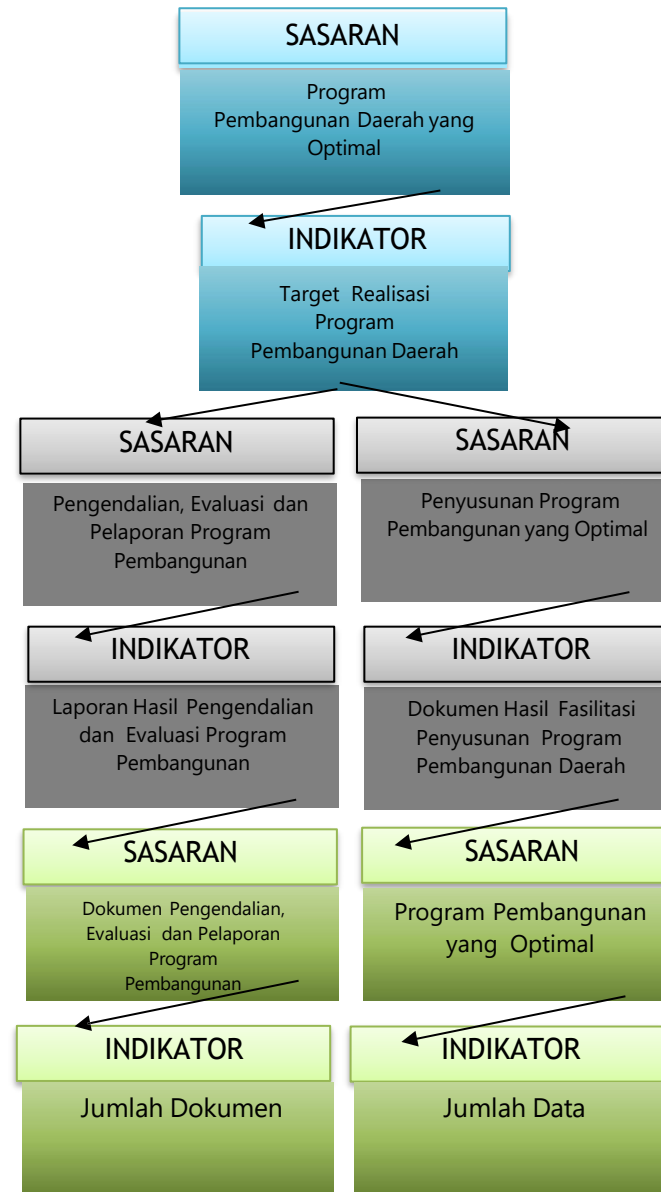 SASARAN
Program
Pembangunan Daerah yang
Optimal
INDIKATOR
Target Realisasi
Program
Pembangunan Daerah
SASARAN
Pengendalian, Evaluasi dan
Pelaporan Program
Pembangunan
SASARAN
Penyusunan Program
Pembangunan yang Optimal
INDIKATOR
Laporan Hasil Pengendalian
dan Evaluasi Program
Pembangunan
INDIKATOR
Dokumen Hasil Fasilitasi
Penyusunan Program
Pembangunan Daerah
SASARAN
Dokumen Pengendalian,
Evaluasi dan Pelaporan
Program
Pembangunan
SASARAN
Program Pembangunan
yang Optimal
INDIKATOR
Jumlah Dokumen
INDIKATOR
Jumlah Data